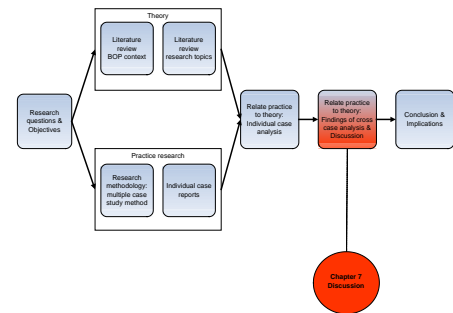 Theory
Literature
review
BOP context
Literature
review
research topics
Research
questions &
Objectives
Relate practice
to theory:
Individual case
analysis
Relate practice
to theory:
Findings of cross
case analysis &
Discussion
Conclusion &
Implications
Practice research
Research
methodology:
multiple case
study method
Individual case
reports
Chapter 7
Discussion